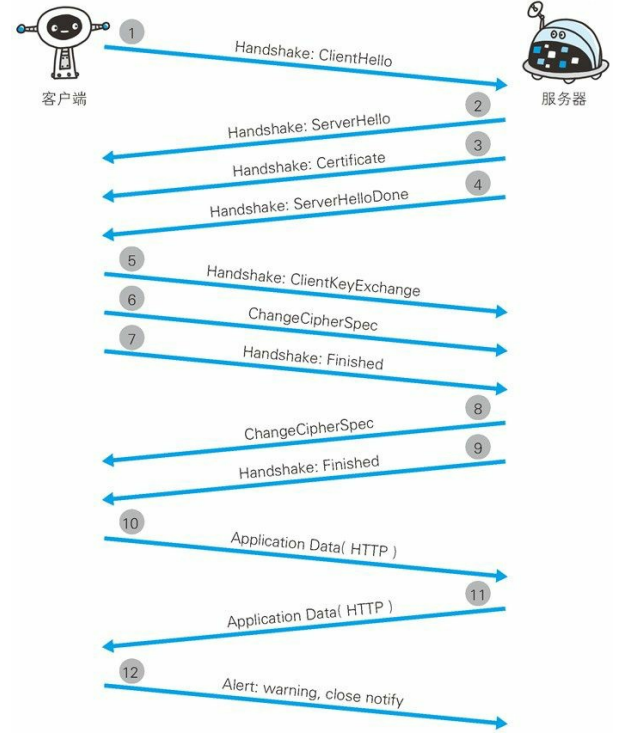 1
Handshake: ClientHello
客户端
服务器
2
Handshake: ServerHello
3
Handshake: Certificate
4
Handshake: ServerHelloDone
5
Handshake: ClientKeyExchange
6
ChangeCipherSpec
7
Handshake: Finished
8
ChangeCipherSpec
9
Handshake: Finished
10
Application Data( HTTP )
11
Application Data( HTTP )
12
Alert: warning, close notify